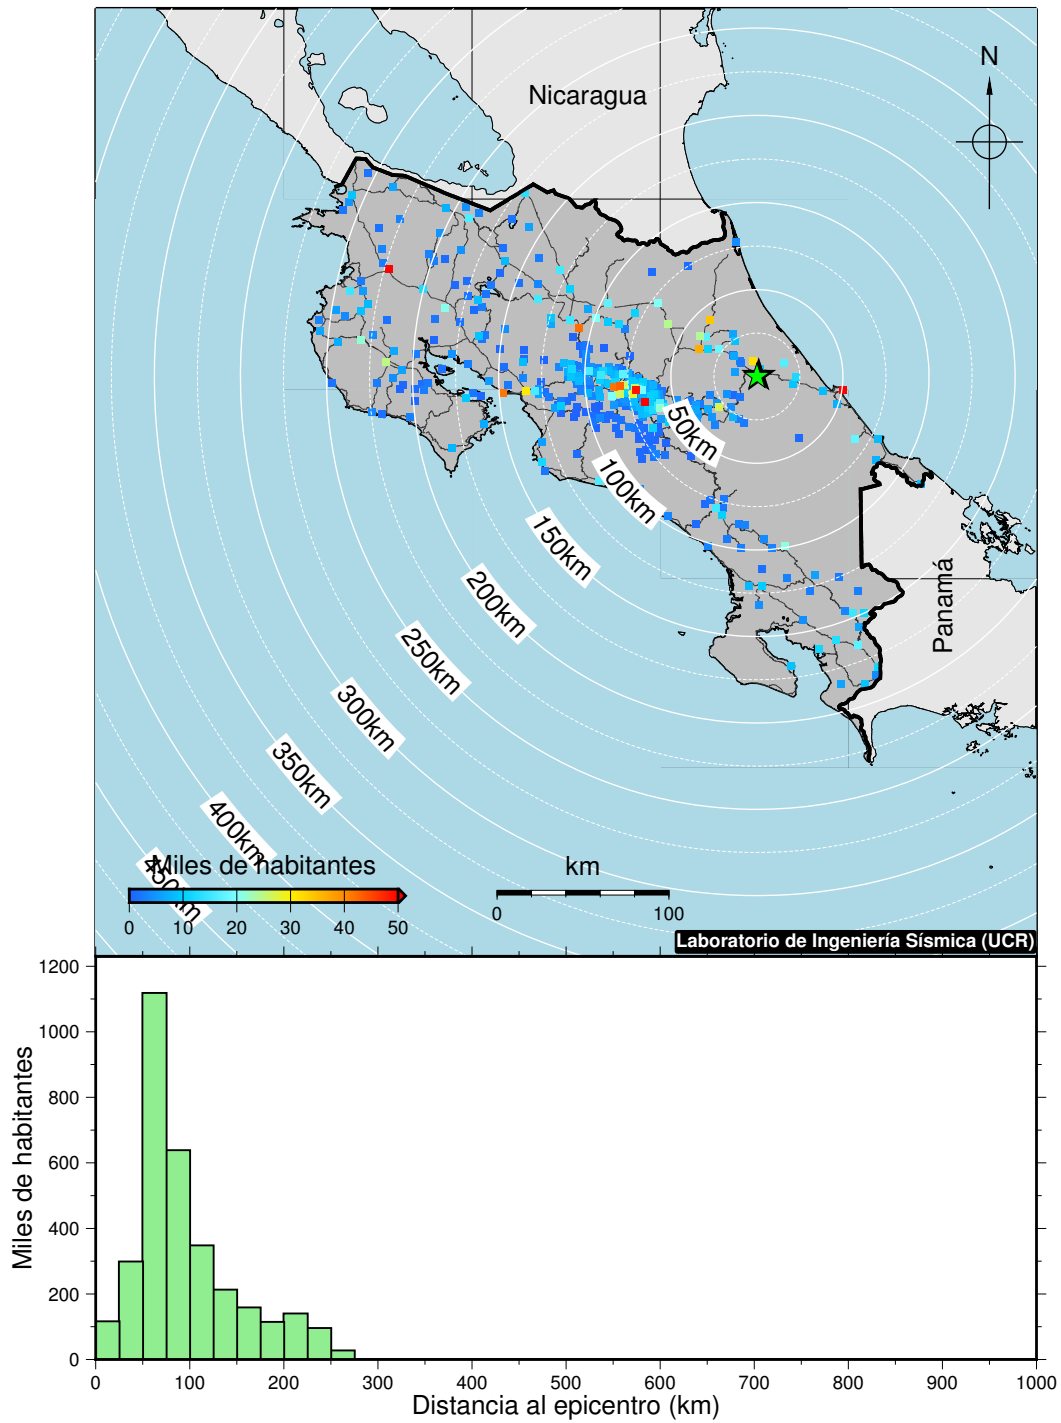 N
Nicaragua
50km
100km
150km
200km
250km
300km
350km
400km
450km
Panamá
Miles de habitantes
0 10 20 30 40 50
km
0 100
Laboratorio de Ingeniería Sísmica (UCR)
Miles de habitantes
1200
1000
800
600
400
200
0
0 100 200 300 400 500 600 700 800 900 1000
Distancia al epicentro (km)